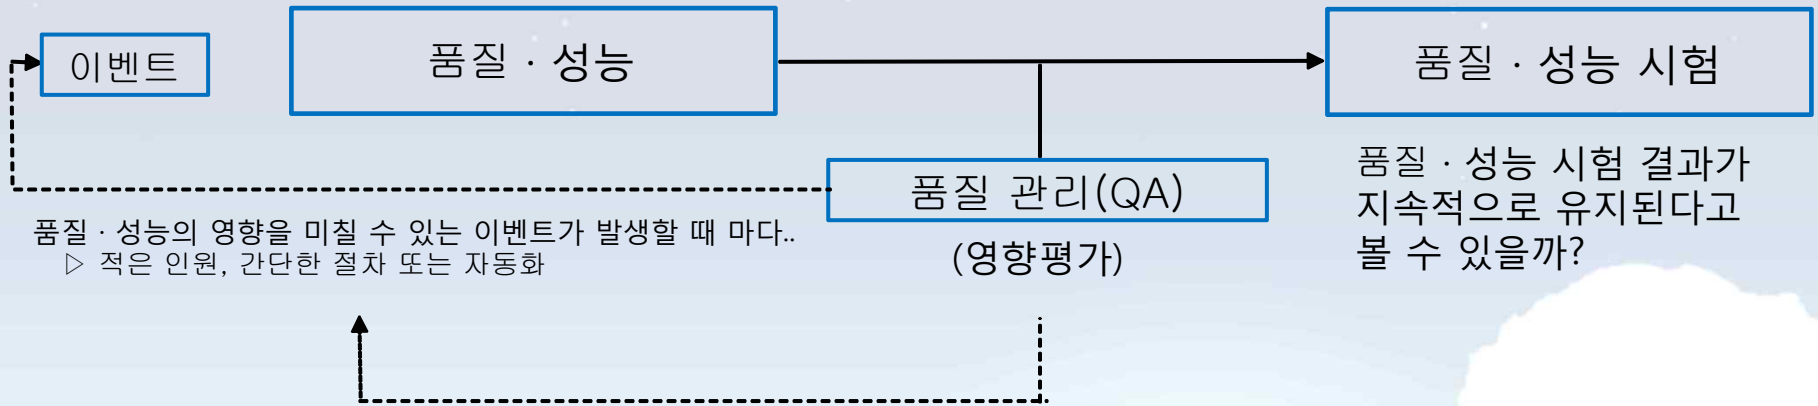 이벤트
품질 · 성능
품질 · 성능 시험
품질 관리(QA)
(영향평가)
품질 · 성능의 영향을 미칠 수 있는 이벤트가 발생할 때 마다..
▷ 적은 인원, 간단한 절차 또는 자동화
품질 · 성능 시험 결과가
지속적으로 유지된다고
볼 수 있을까?